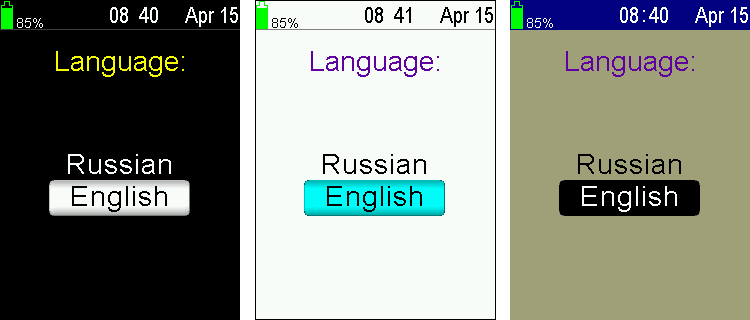 85% 08 40 Apr 15
Language:
Russian
English
85% 08 41 Apr 15
Language:
Russian
English
85% 08:40 Apr 15
Language:
Russian
English